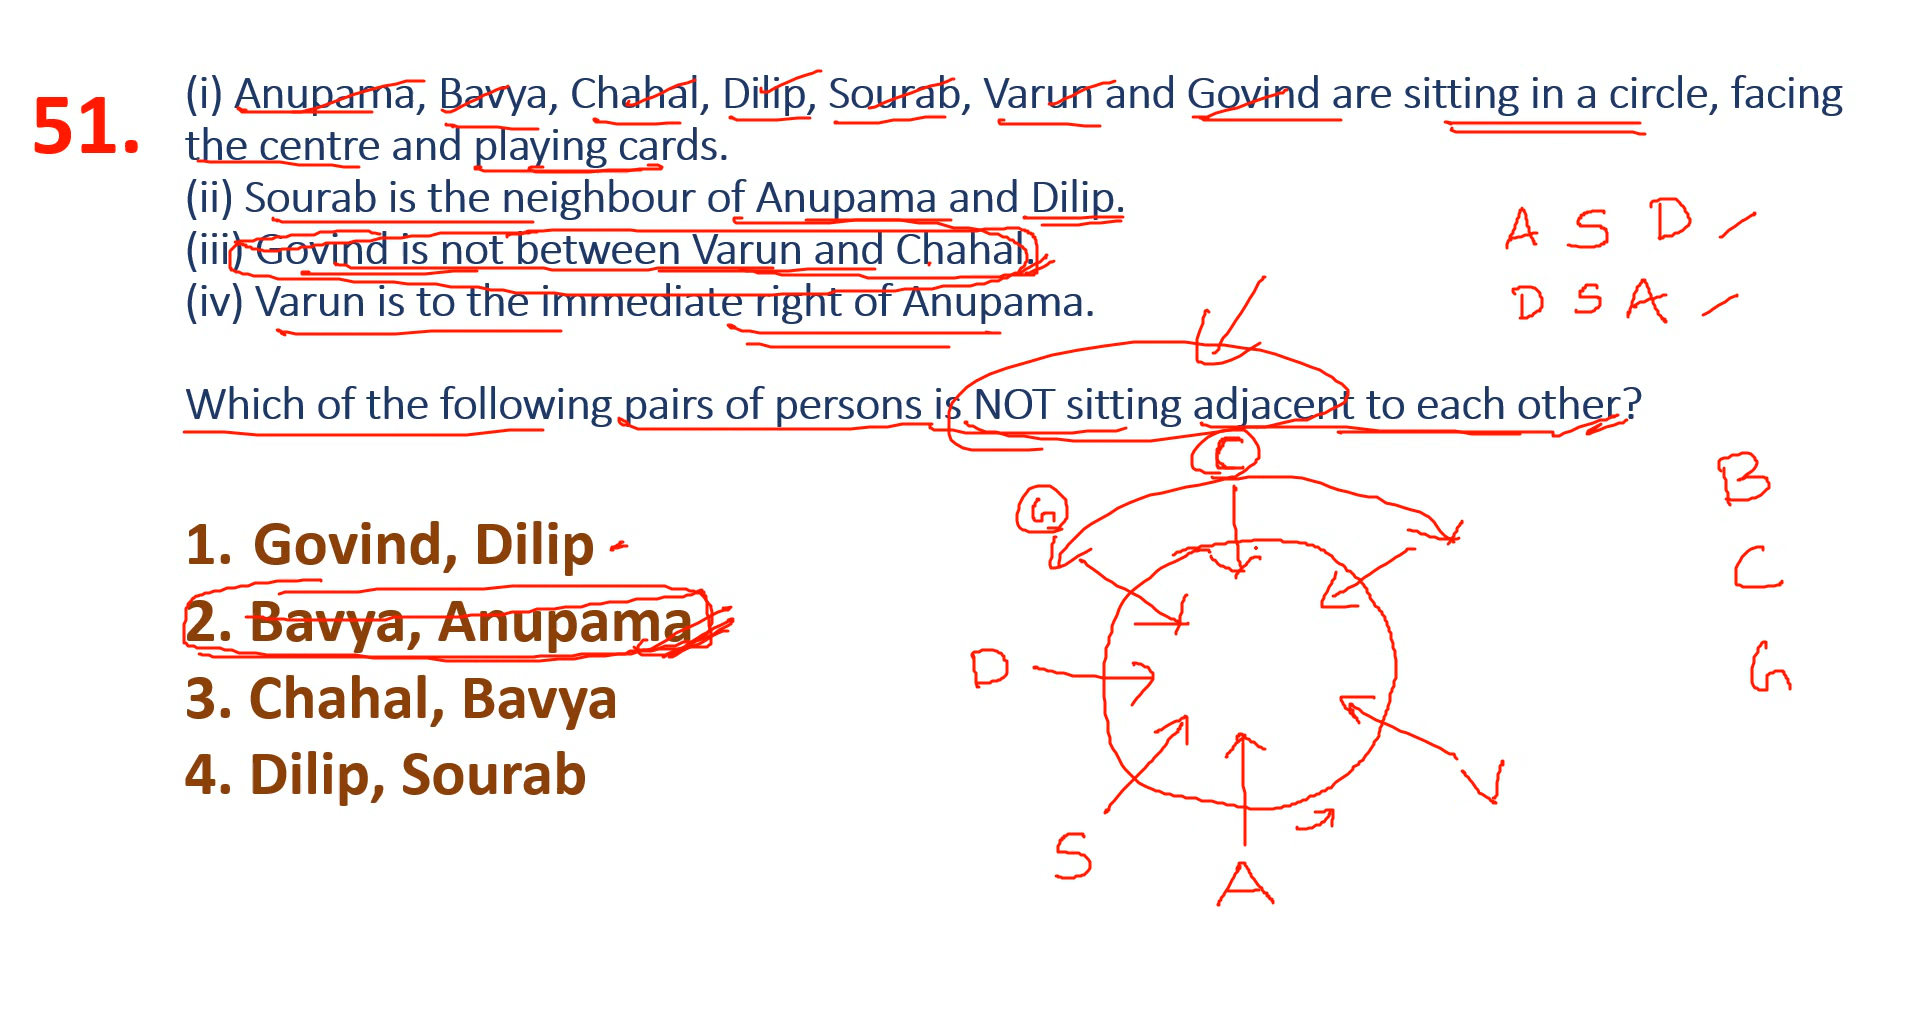 51.
(i) Anupama, Bavya, Chahal, Dilip, Sourab, Varun and Govind are sitting in a circle, facing
the centre and playing cards.
(ii) Sourab is the neighbour of Anupama and Dilip.
(iii) Govind is not between Varun and Chahal.
(iv) Varun is to the immediate right of Anupama.
A S D
D S A
Which of the following pairs of persons is NOT sitting adjacent to each other?
1. Govind, Dilip
2. Bavya, Anupama
3. Chahal, Bavya
4. Dilip, Sourab
C
G
D
S
A
V
B
C
G